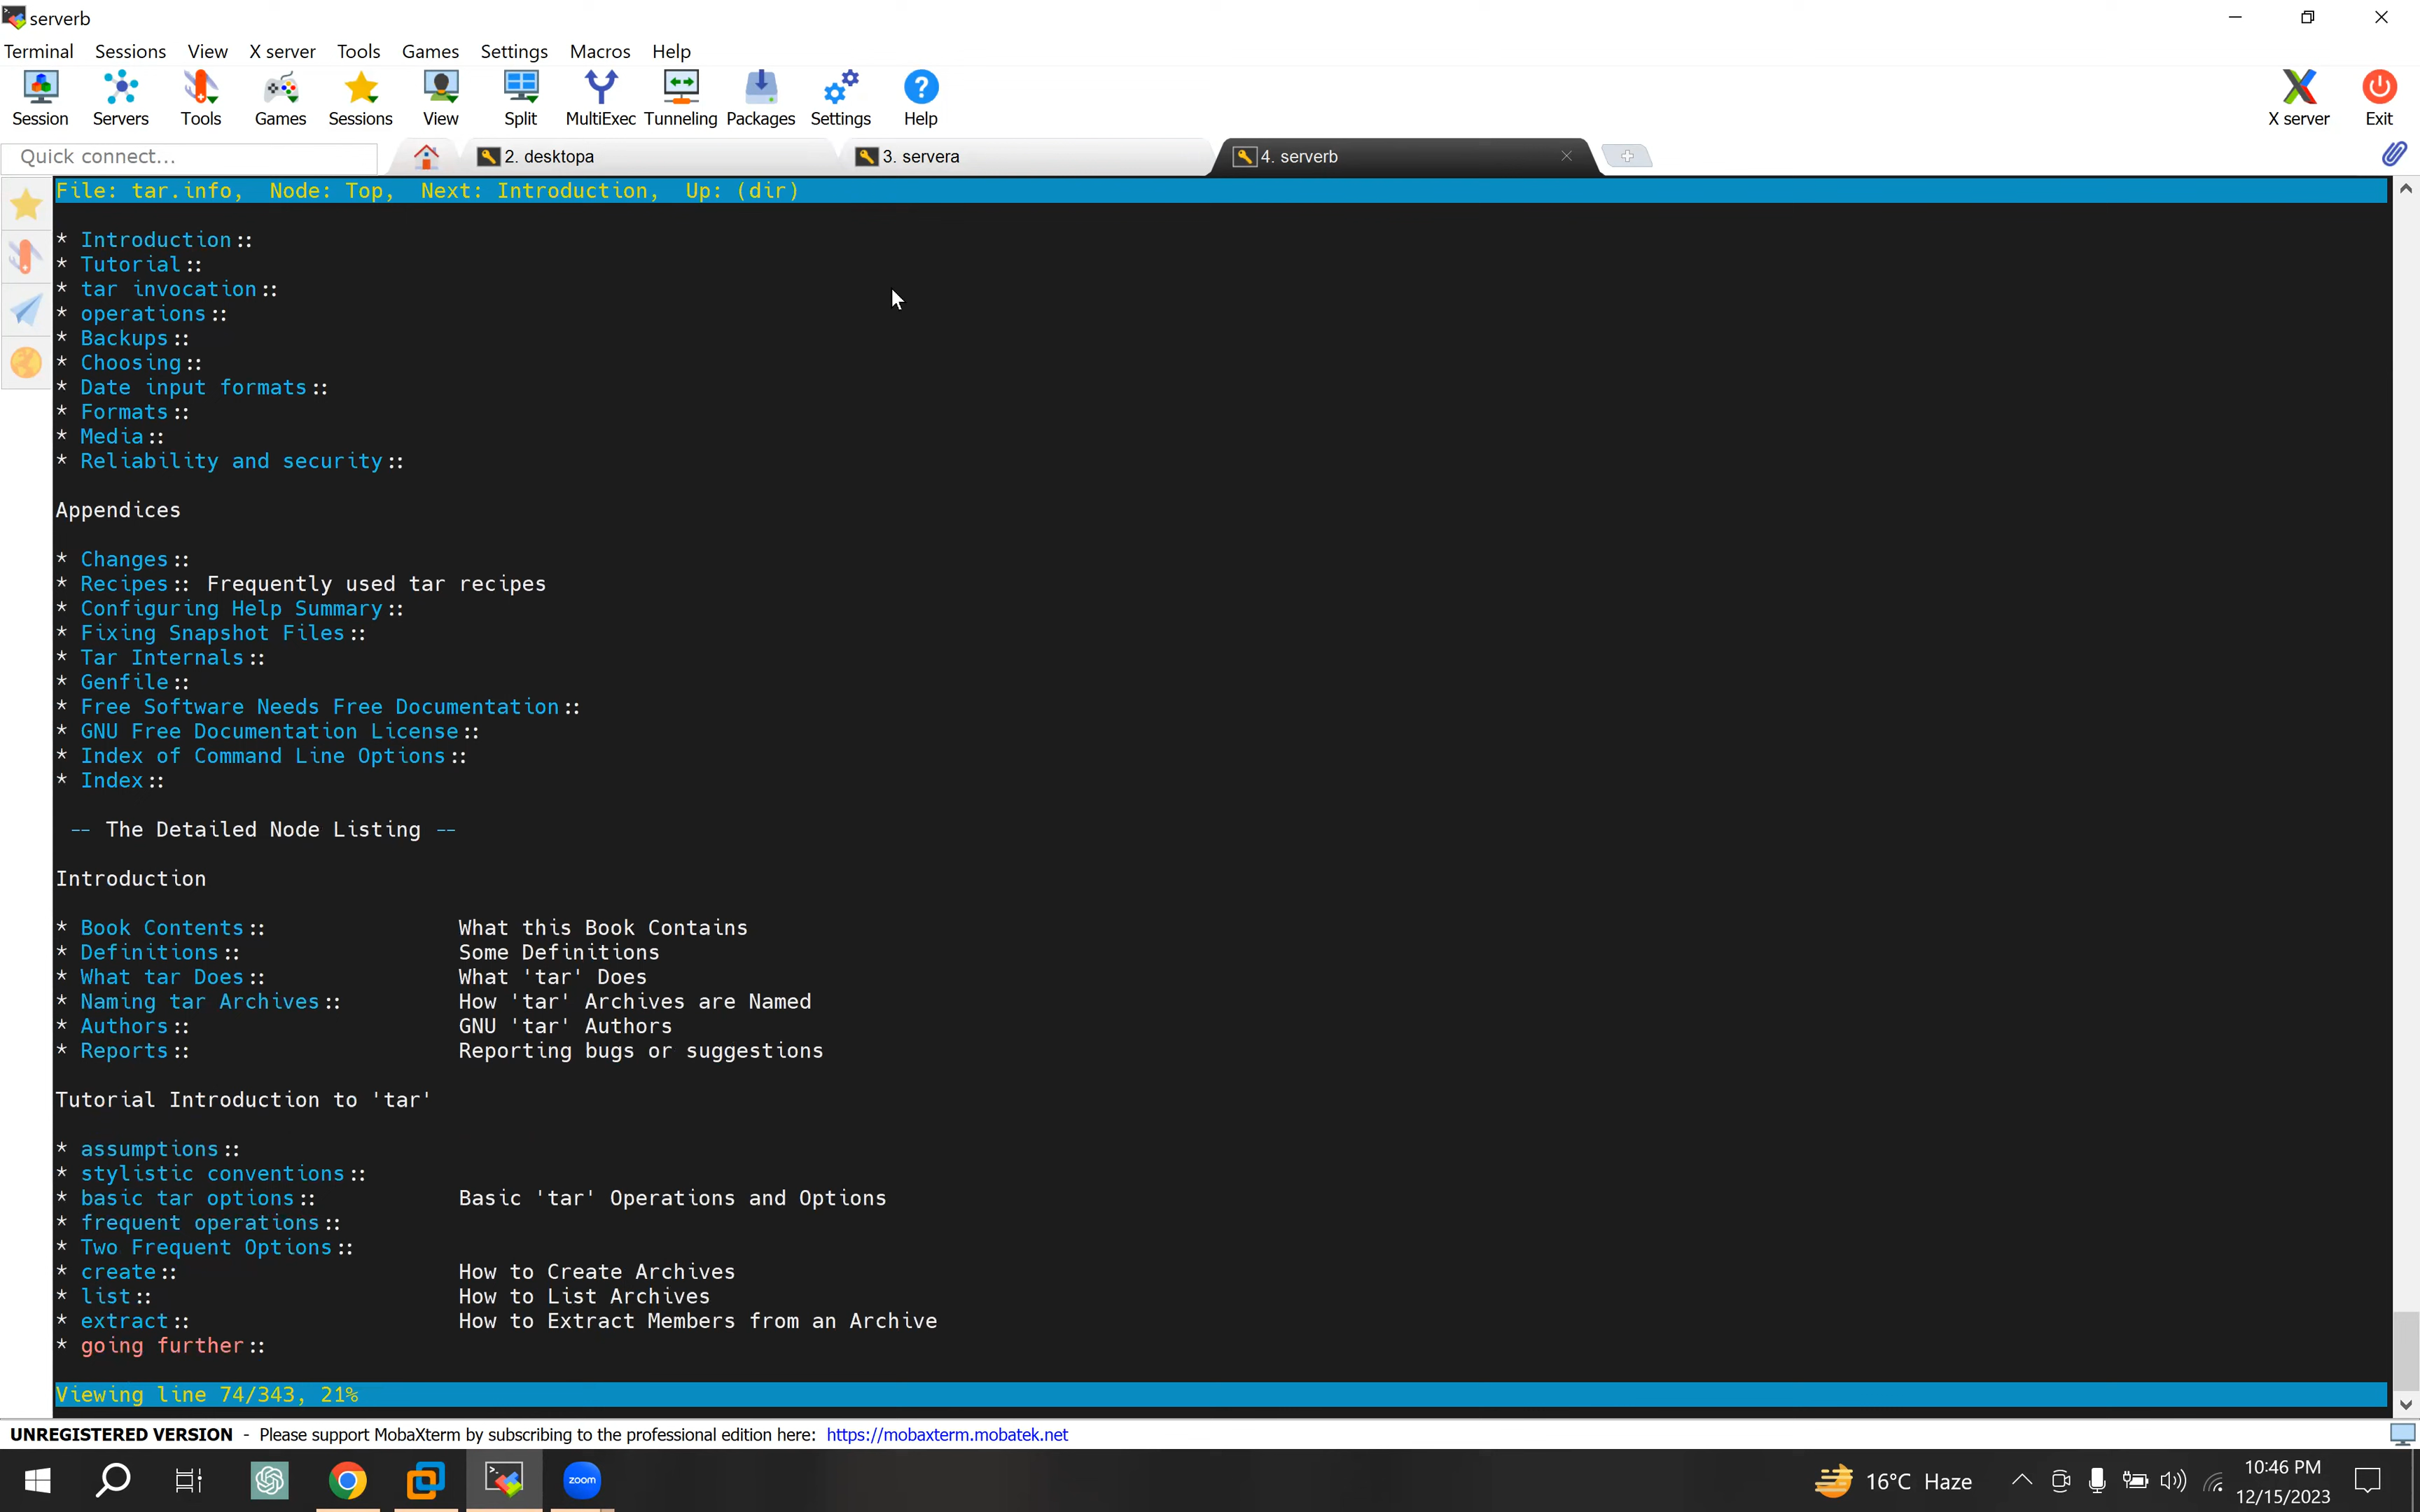 serverb
Terminal Sessions View X server Tools Games Settings Macros Help
Session Servers Tools Games Sessions View Split MultiExec Tunneling Packages Settings Help X server Exit
Quick connect... 2. desktopa 3. servera 4. serverb
File: tar.info, Node: Top, Next: Introduction, Up: (dir)
* Introduction::
* Tutorial::
* tar invocation::
* operations::
* Backups::
* Choosing::
* Date input formats::
* Formats::
* Media::
* Reliability and security::
Appendices
* Changes::
* Recipes:: Frequently used tar recipes
* Configuring Help Summary::
* Fixing Snapshot Files::
* Tar Internals::
* Genfile::
* Free Software Needs Free Documentation::
* GNU Free Documentation License::
* Index of Command Line Options::
* Index::
-- The Detailed Node Listing --
Introduction
* Book Contents:: What this Book Contains
* Definitions:: Some Definitions
* What tar Does:: What 'tar' Does
* Naming tar Archives:: How 'tar' Archives are Named
* Authors:: GNU 'tar' Authors
* Reports:: Reporting bugs or suggestions
Tutorial Introduction to 'tar'
* assumptions::
* stylistic conventions::
* basic tar options:: Basic 'tar' Operations and Options
* frequent operations::
* Two Frequent Options::
* create:: How to Create Archives
* list:: How to List Archives
* extract:: How to Extract Members from an Archive
* going further::
Viewing line 74/343, 21%
UNREGISTERED VERSION - Please support MobaXterm by subscribing to the professional edition here: https://mobaxterm.mobatek.net
zoom 16°C Haze 10:46 PM
12/15/2023